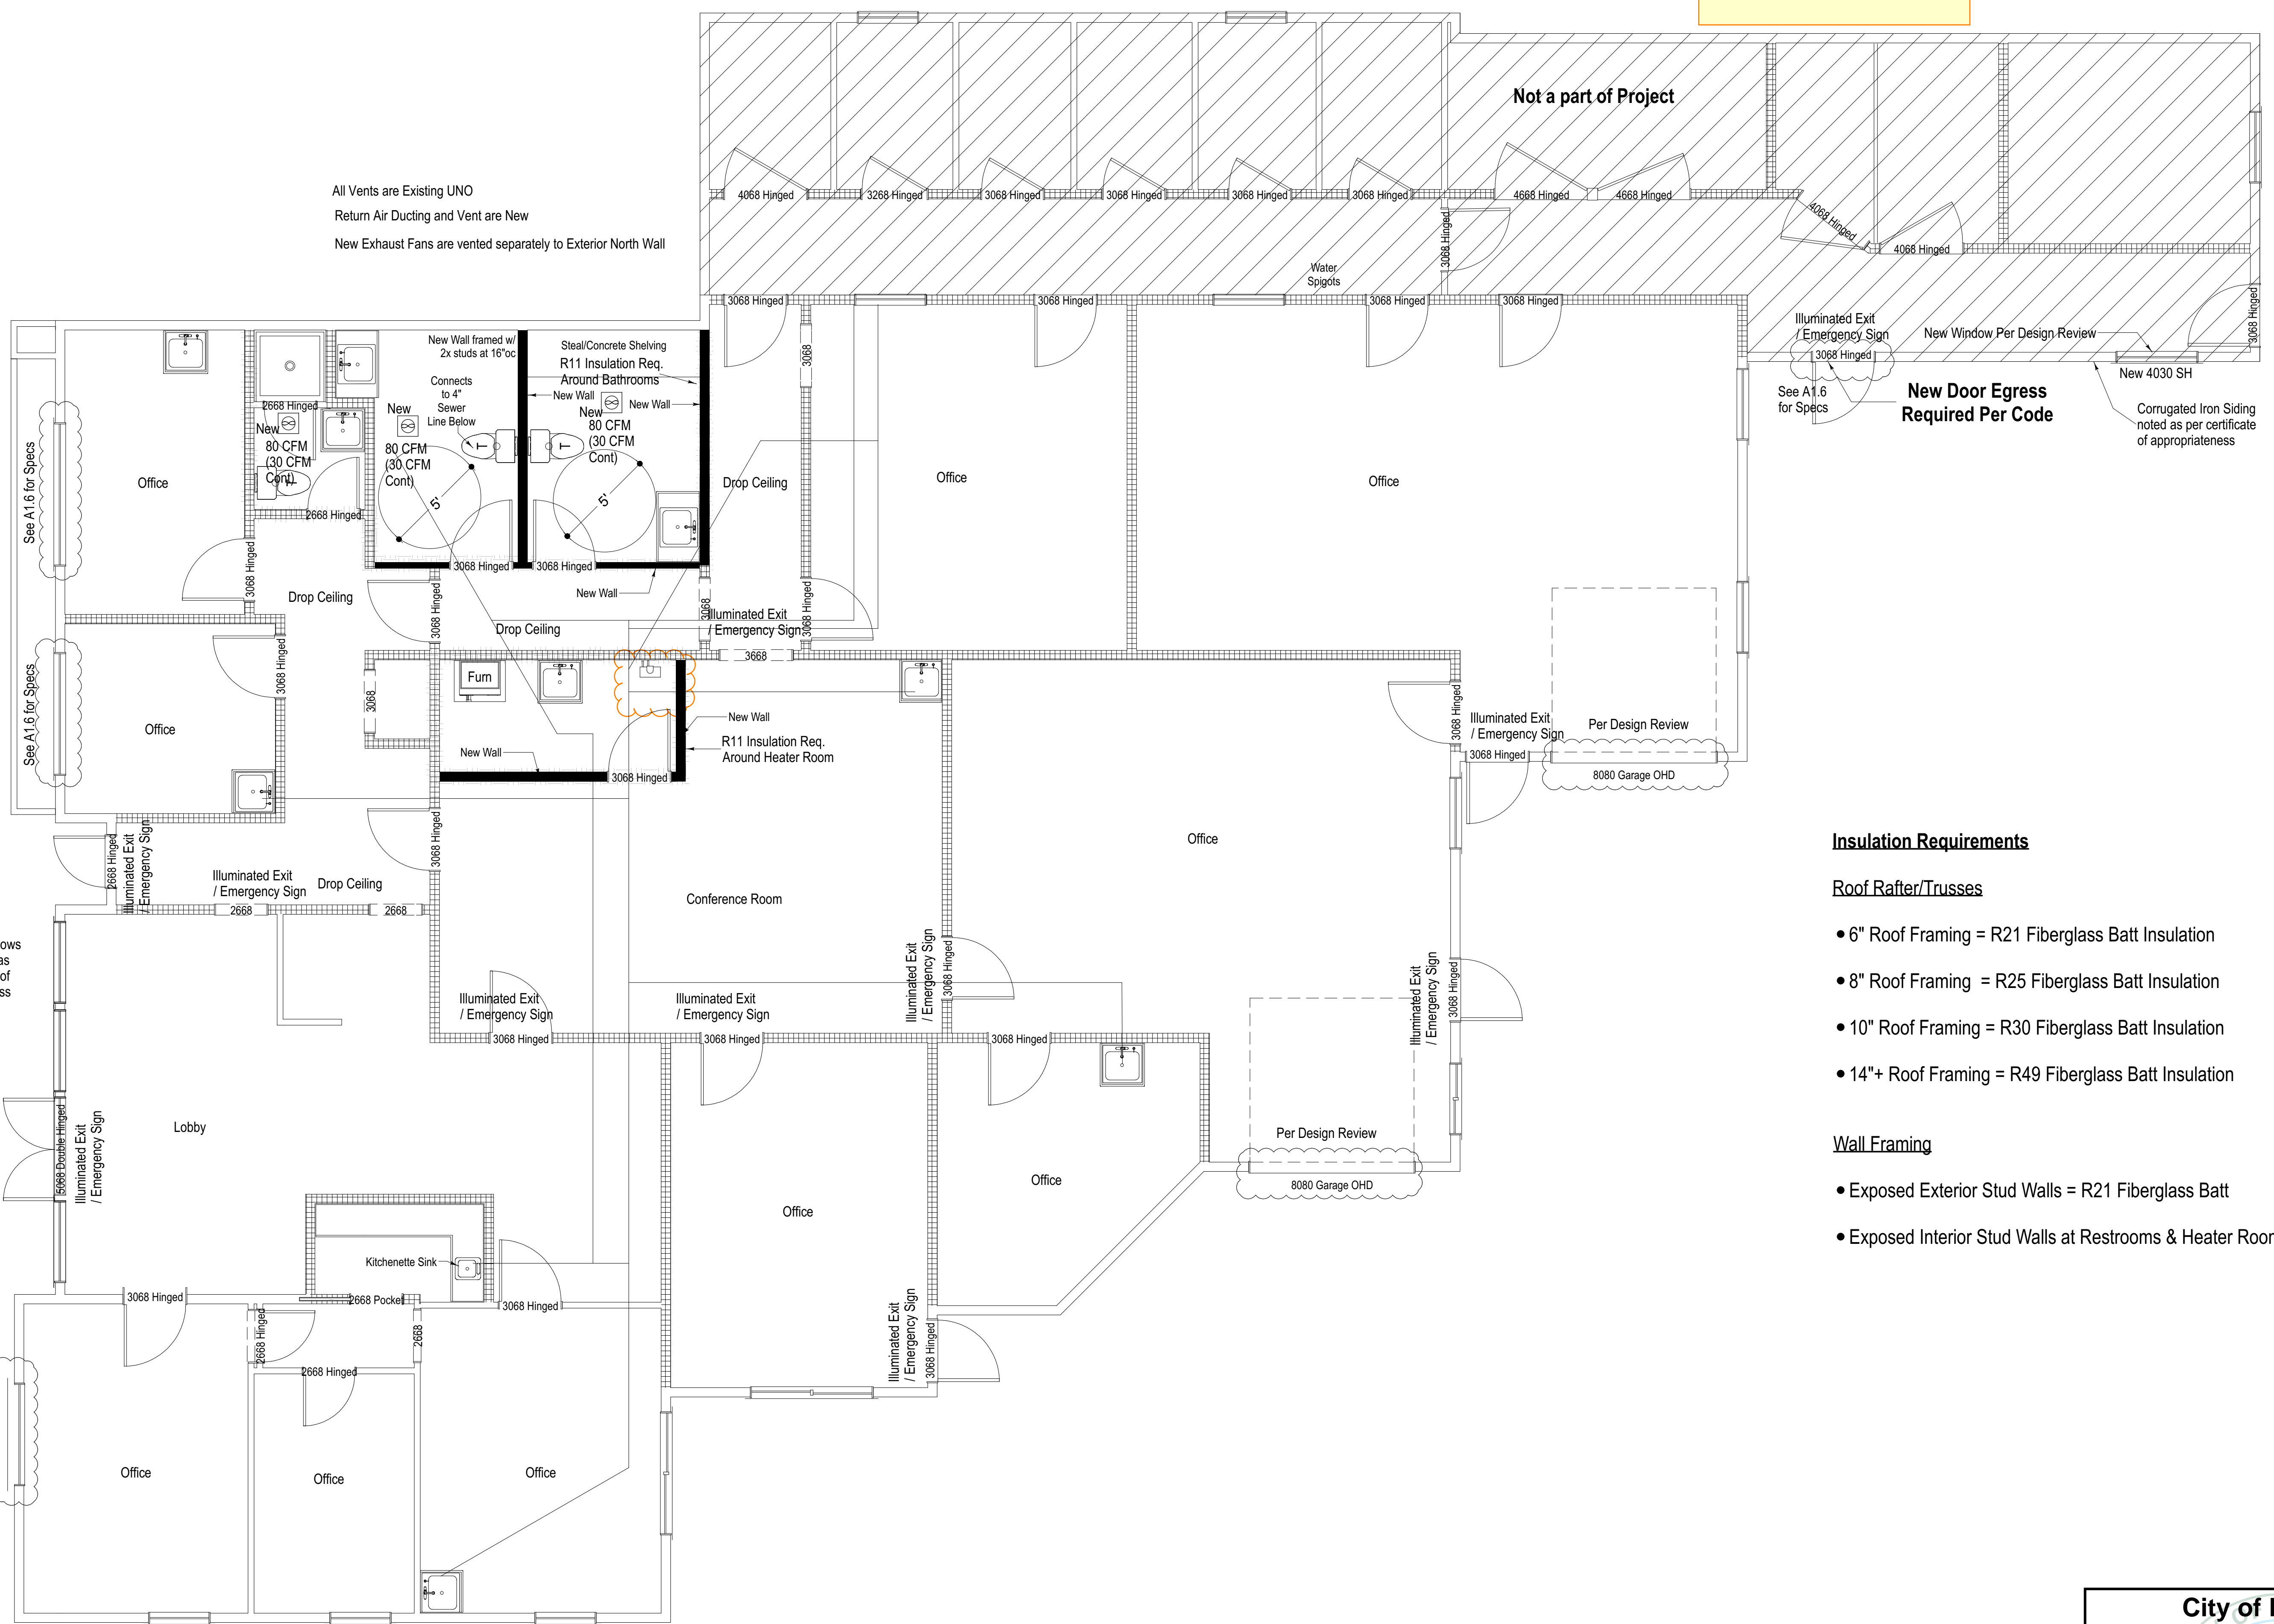 Not a part of Project
All Vents are Existing UNO
Return Air Ducting and Vent are New
New Exhaust Fans are vented separately to Exterior North Wall
4068 Hinged
3268 Hinged
3068 Hinged
3068 Hinged
3068 Hinged
3068 Hinged
4668 Hinged
4668 Hinged
4068 Hinged
4068 Hinged
3068 Hinged
3068 Hinged
Water
Spigots
3068 Hinged
3068 Hinged
3068 Hinged
3068 Hinged
Illuminated Exit
/ Emergency Sign
3068 Hinged
New Window Per Design Review
New 4030 SH
See A1.6
for Specs
New Door Egress
Required Per Code
Corrugated Iron Siding
noted as per certificate
of appropriateness
New Wall framed w/
2x studs at 16"oc
Steal/Concrete Shelving
R11 Insulation Req.
Around Bathrooms
New Wall
New Wall
Connects
to 4"
Sewer
Line Below
2668 Hinged
New
80 CFM
(30 CFM
Cont)
New
80 CFM
(30 CFM
Cont)
New
80 CFM
(30 CFM
Cont)
T
T
T
5'
5'
3068
See A1.6 for Specs
Office
Drop Ceiling
Office
Office
2668 Hinged
3068 Hinged
3068 Hinged
3068 Hinged
New Wall
Drop Ceiling
3068 Hinged
Drop Ceiling
3068
Illuminated Exit
/ Emergency Sign
3068 Hinged
3668
See A1.6 for Specs
Office
3068 Hinged
3068
Furn
New Wall
New Wall
R11 Insulation Req.
Around Heater Room
3068 Hinged
3068 Hinged
Illuminated Exit
/ Emergency Sign
3068 Hinged
Per Design Review
8080 Garage OHD
2668 Hinged
Illuminated Exit
/ Emergency Sign
Illuminated Exit
/ Emergency Sign
Drop Ceiling
3068 Hinged
2668
2668
Conference Room
Office
ows
as
of
ss
Illuminated Exit
/ Emergency Sign
3068 Hinged
Illuminated Exit
/ Emergency Sign
3068 Hinged
Illuminated Exit
/ Emergency Sign
3068 Hinged
3068 Hinged
Illuminated Exit
/ Emergency Sign
3068 Hinged
5068 Double Hinged
Illuminated Exit
/ Emergency Sign
Lobby
Per Design Review
8080 Garage OHD
Office
Office
Kitchenette Sink
3068 Hinged
2668 Pocket
3068 Hinged
2668 Hinged
2668
2668 Hinged
Illuminated Exit
/ Emergency Sign
3068 Hinged
Office
Office
Office
Insulation Requirements
Roof Rafter/Trusses
• 6" Roof Framing = R21 Fiberglass Batt Insulation
• 8" Roof Framing = R25 Fiberglass Batt Insulation
• 10" Roof Framing = R30 Fiberglass Batt Insulation
• 14"+ Roof Framing = R49 Fiberglass Batt Insulation
Wall Framing
• Exposed Exterior Stud Walls = R21 Fiberglass Batt
• Exposed Interior Stud Walls at Restrooms & Heater Roo
City of